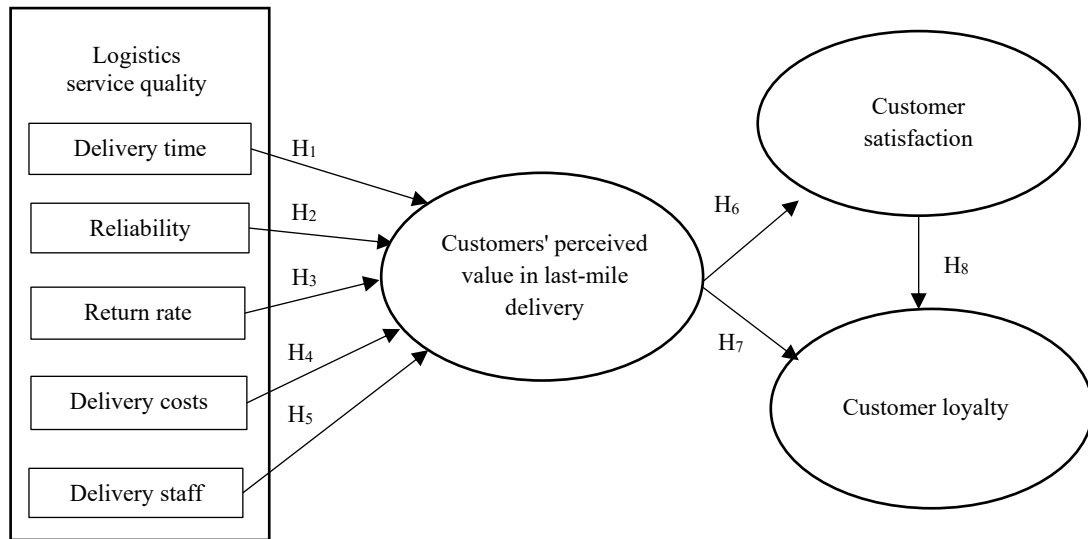 Logistics
service quality
Delivery time
Reliability
Return rate
Delivery costs
Delivery staff
H1
H2
H3
H4
H5
Customers' perceived
value in last-mile
delivery
H6
H7
Customer
satisfaction
H8
Customer loyalty